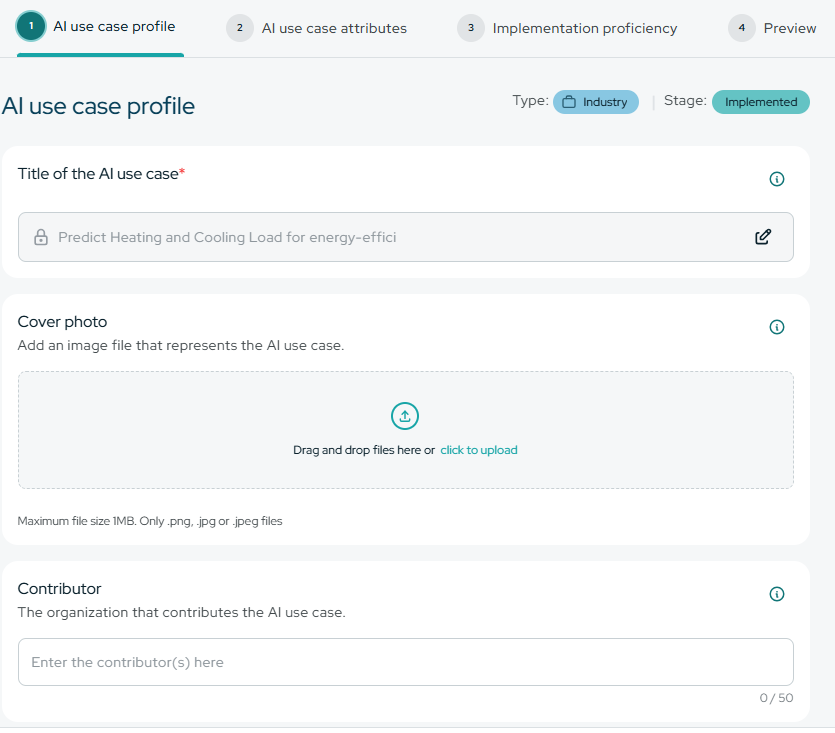 1 AI use case profile 2 AI use case attributes 3 Implementation proficiency 4 Preview
AI use case profile
Type: Industry | Stage: Implemented
Title of the AI use case*
Predict Heating and Cooling Load for energy-effici
Cover photo
Add an image file that represents the AI use case.
Drag and drop files here or click to upload
Maximum file size 1MB. Only .png, .jpg or .jpeg files
Contributor
The organization that contributes the AI use case.
Enter the contributor(s) here
0 / 50